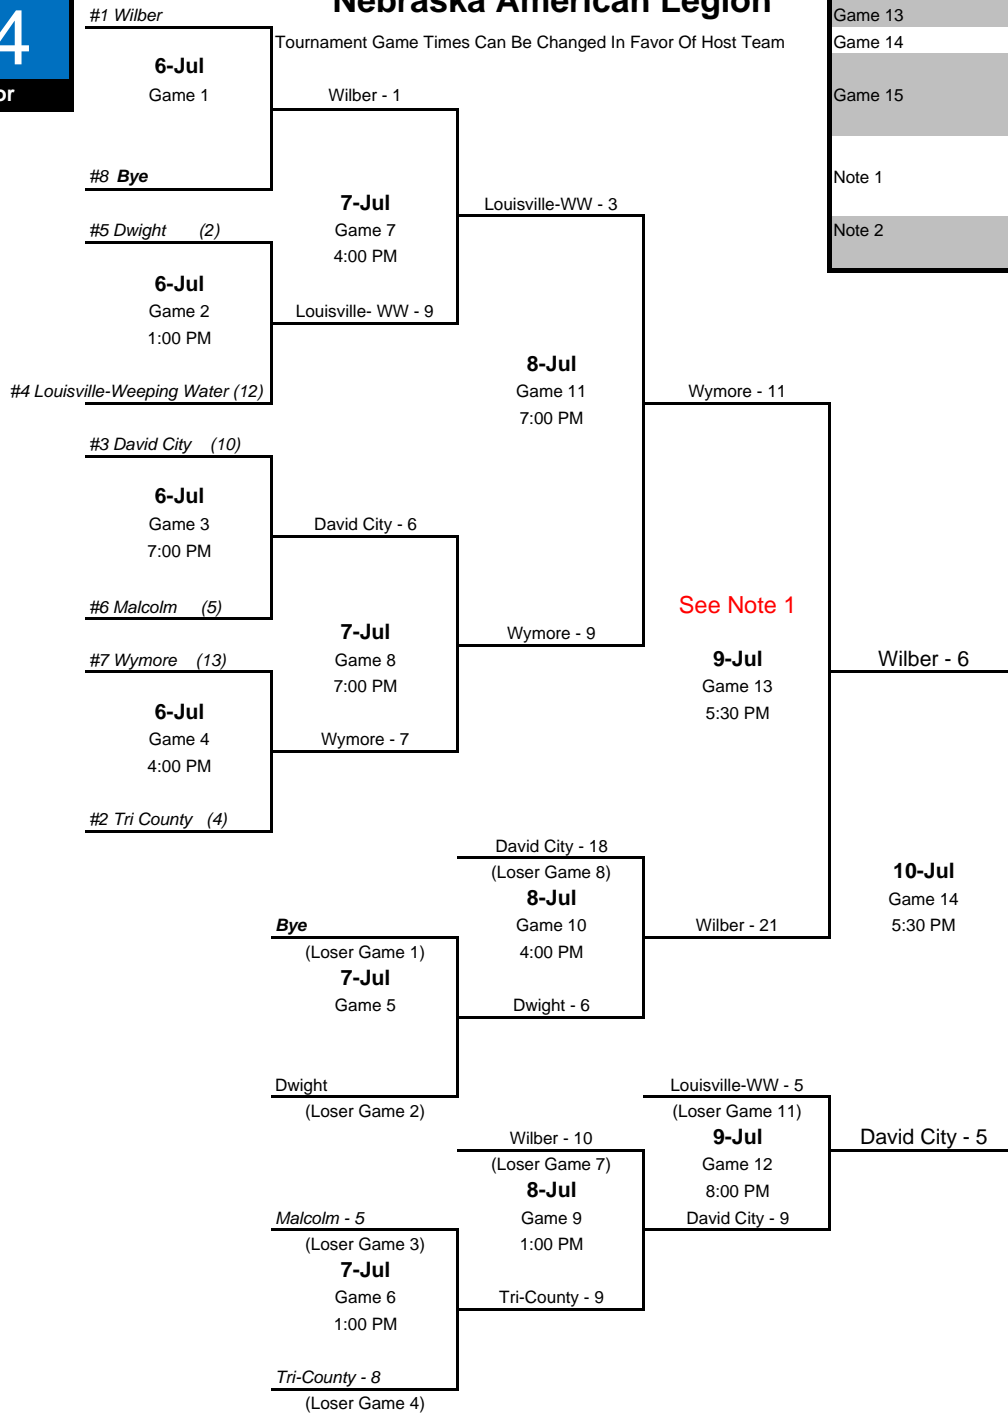 4
or
Nebraska American Legion
Tournament Game Times Can Be Changed In Favor Of Host Team
Game 13
Game 14
Game 15
Note 1
Note 2
#1 Wilber
6-Jul
Game 1
#8 Bye
#5 Dwight (2)
6-Jul
Game 2
1:00 PM
#4 Louisville-Weeping Water (12)
#3 David City (10)
6-Jul
Game 3
7:00 PM
#6 Malcolm (5)
#7 Wymore (13)
6-Jul
Game 4
4:00 PM
#2 Tri County (4)
Wilber - 1
7-Jul
Game 7
4:00 PM
Louisville- WW - 9
David City - 6
7-Jul
Game 8
7:00 PM
Wymore - 7
Louisville-WW - 3
8-Jul
Game 11
7:00 PM
Wymore - 9
Wymore - 11
See Note 1
9-Jul
Game 13
5:30 PM
Wilber - 21
Wilber - 6
10-Jul
Game 14
5:30 PM
David City - 5
David City - 18
(Loser Game 8)
8-Jul
Game 10
4:00 PM
Dwight - 6
Bye
(Loser Game 1)
7-Jul
Game 5
Dwight
(Loser Game 2)
Louisville-WW - 5
(Loser Game 11)
9-Jul
Game 12
8:00 PM
David City - 9
Wilber - 10
(Loser Game 7)
8-Jul
Game 9
1:00 PM
Tri-County - 9
Malcolm - 5
(Loser Game 3)
7-Jul
Game 6
1:00 PM
Tri-County - 8
(Loser Game 4)